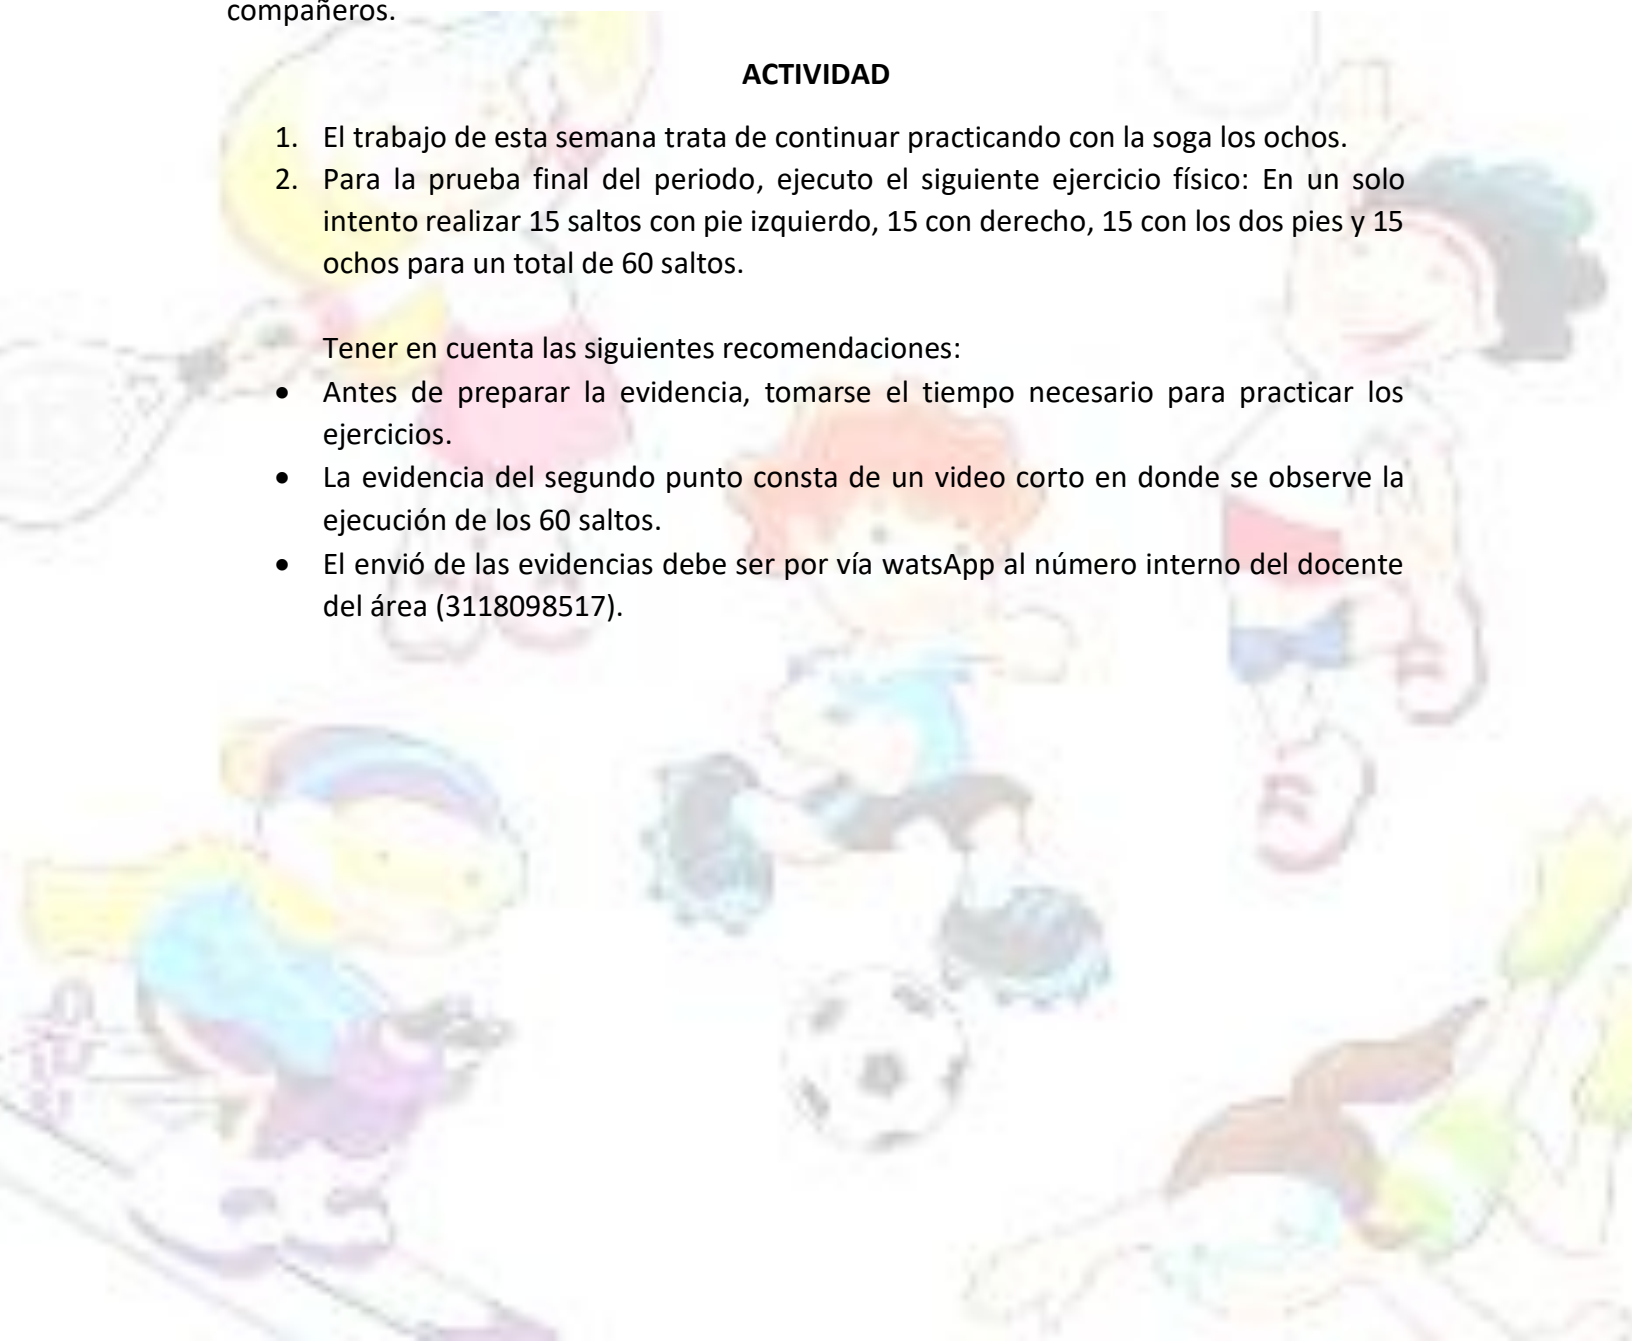 compañeros.
ACTIVIDAD
1. El trabajo de esta semana trata de continuar practicando con la soga los ochos.
2. Para la prueba final del periodo, ejecuto el siguiente ejercicio físico: En un solo
intento realizar 15 saltos con pie izquierdo, 15 con derecho, 15 con los dos pies y 15
ochos para un total de 60 saltos.
Tener en cuenta las siguientes recomendaciones:
• Antes de preparar la evidencia, tomarse el tiempo necesario para practicar los
ejercicios.
• La evidencia del segundo punto consta de un video corto en donde se observe la
ejecución de los 60 saltos.
• El envió de las evidencias debe ser por vía watsApp al número interno del docente
del área (3118098517).